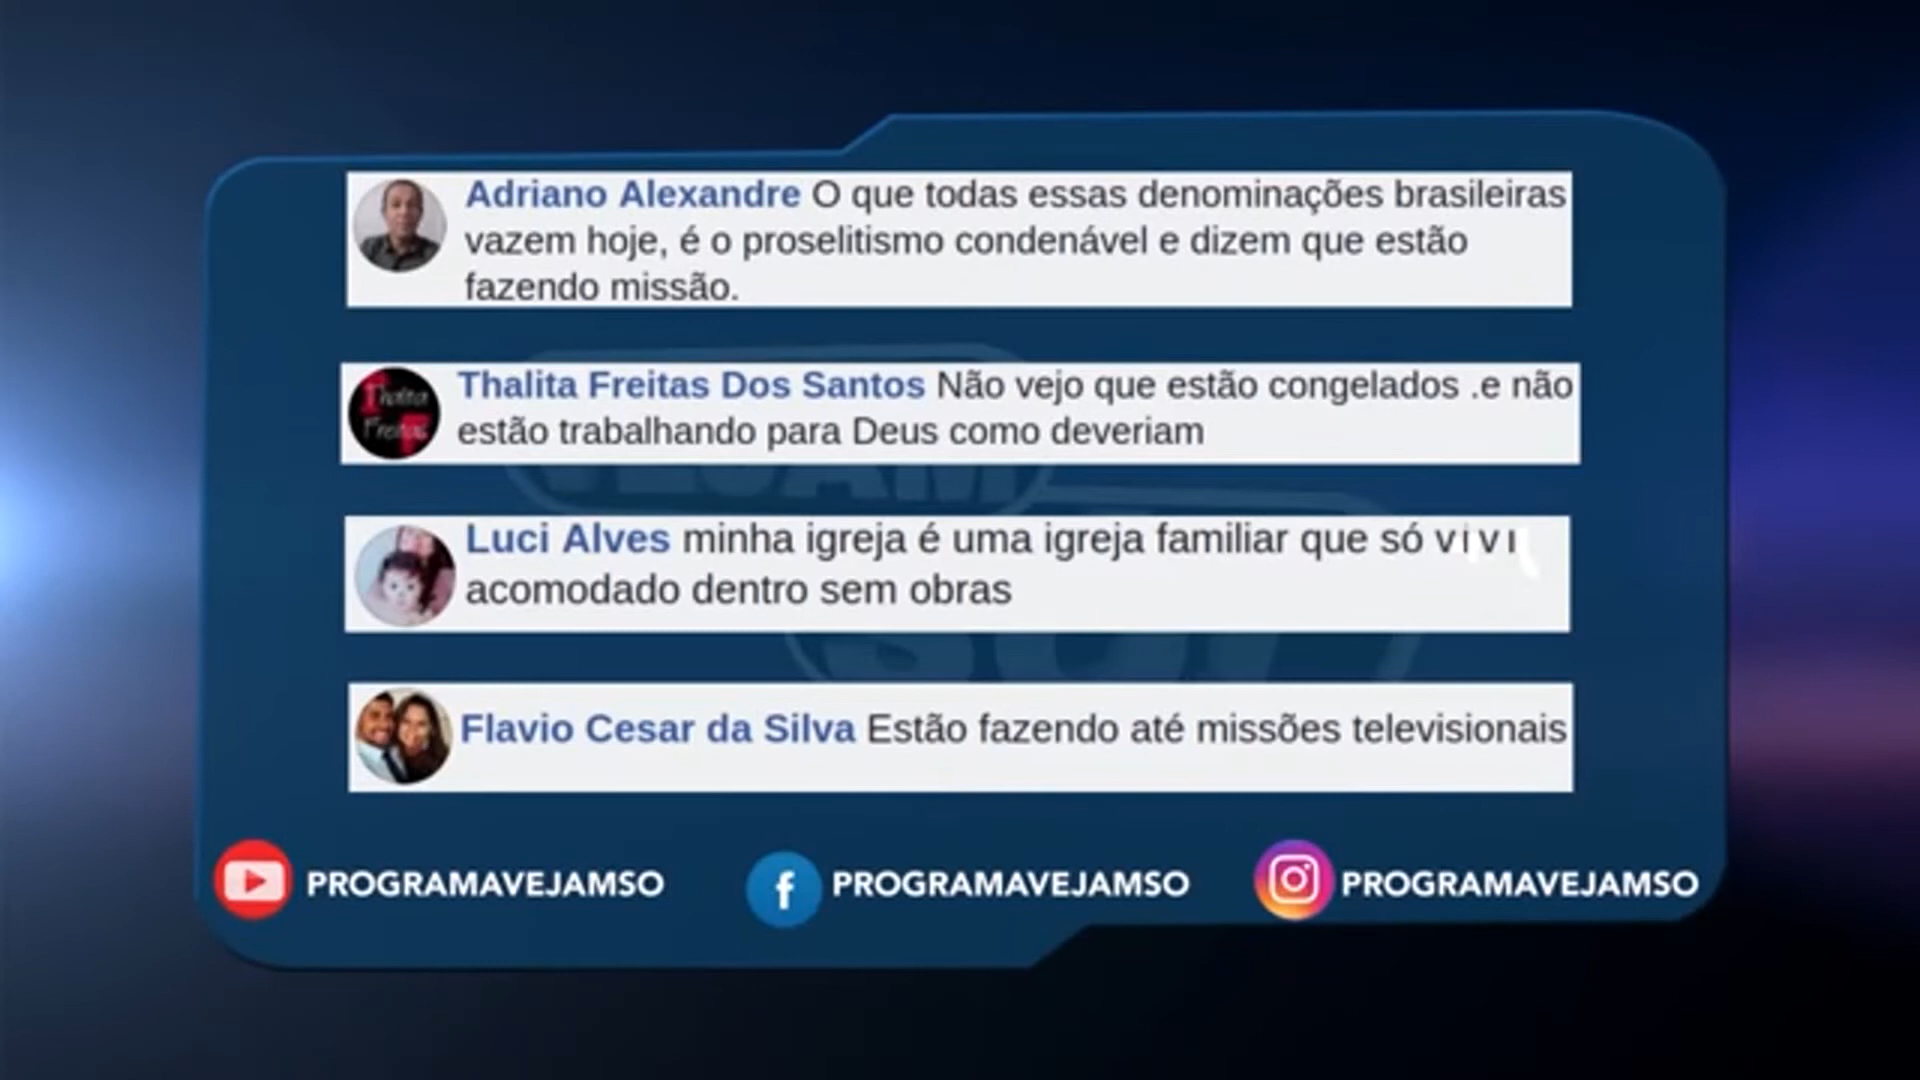 Adriano Alexandre O que todas essas denominações brasileiras
vazem hoje, é o proselitismo condenável e dizem que estão
fazendo missão.
Thalita Freitas Dos Santos Não vejo que estão congelados .e não
estão trabalhando para Deus como deveriam
Thalita
Freitas
Luci Alves minha igreja é uma igreja familiar que só
acomodado dentro sem obras
Flavio Cesar da Silva Estão fazendo até missões televisionais
PROGRAMAVEJAMSO
PROGRAMAVEJAMSO
PROGRAMAVEJAMSO